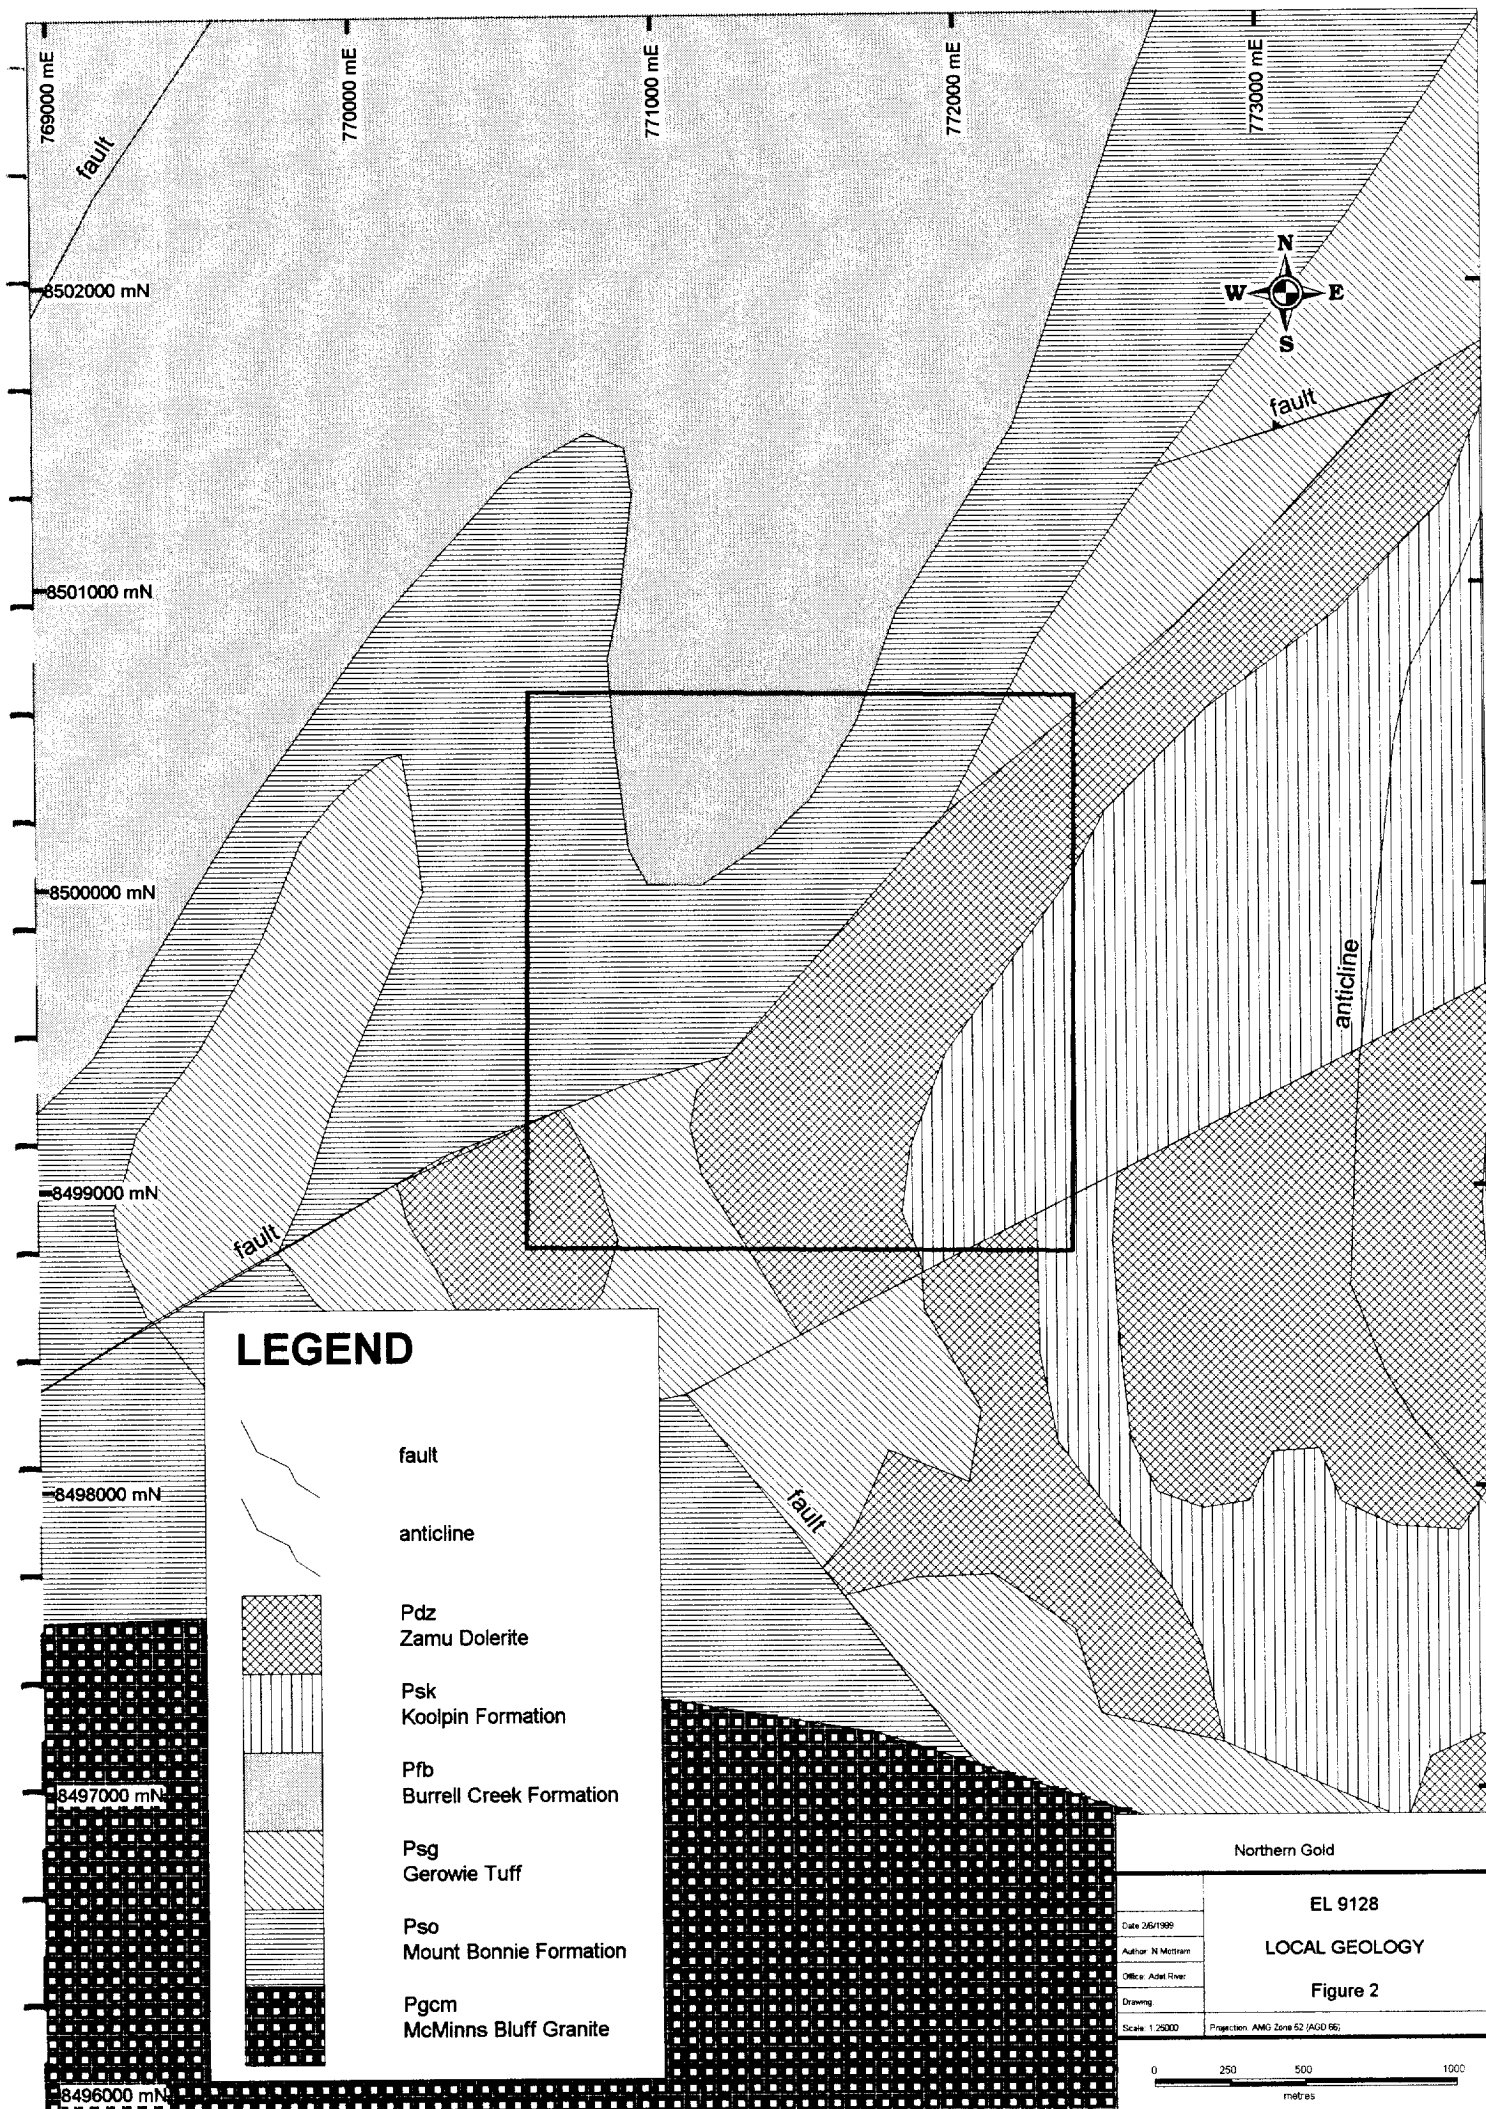 769000 mE
770000 mE
771000 mE
772000 mE
773000 mE
fault
N
W E
S
8502000 mN
fault
8501000 mN
8500000 mN
anticline
8499000 mN
fault
LEGEND
fault
anticline
8498000 mN
fault
Pdz
Zamu Dolerite
Psk
Koolpin Formation
Pfb
Burrell Creek Formation
8497000 mN
Psg
Gerowie Tuff
Pso
Mount Bonnie Formation
Pgcm
McMinns Bluff Granite
8496000 mN
Northern Gold
EL 9128
LOCAL GEOLOGY
Figure 2
Date 2/6/1999
Author: N Mottram
Office: Adel River
Drawing:
Scale: 1:25000
Projection: AMG Zone 52 (AGD 66)
0 250 500 1000
metres